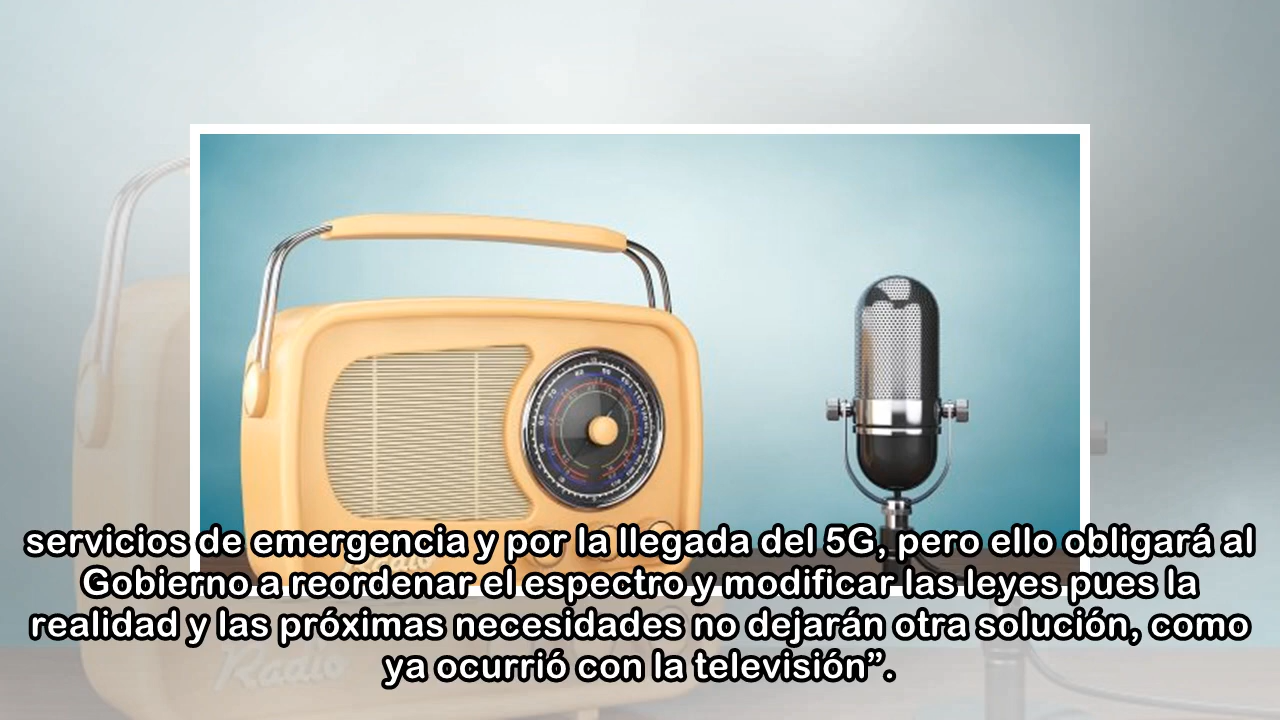 servicios de emergencia y por la llegada del 5G, pero ello obligará al
Gobierno a reordenar el espectro y modificar las leyes pues la
realidad y las próximas necesidades no dejarán otra solución, como
ya ocurrió con la televisión”.
Radio